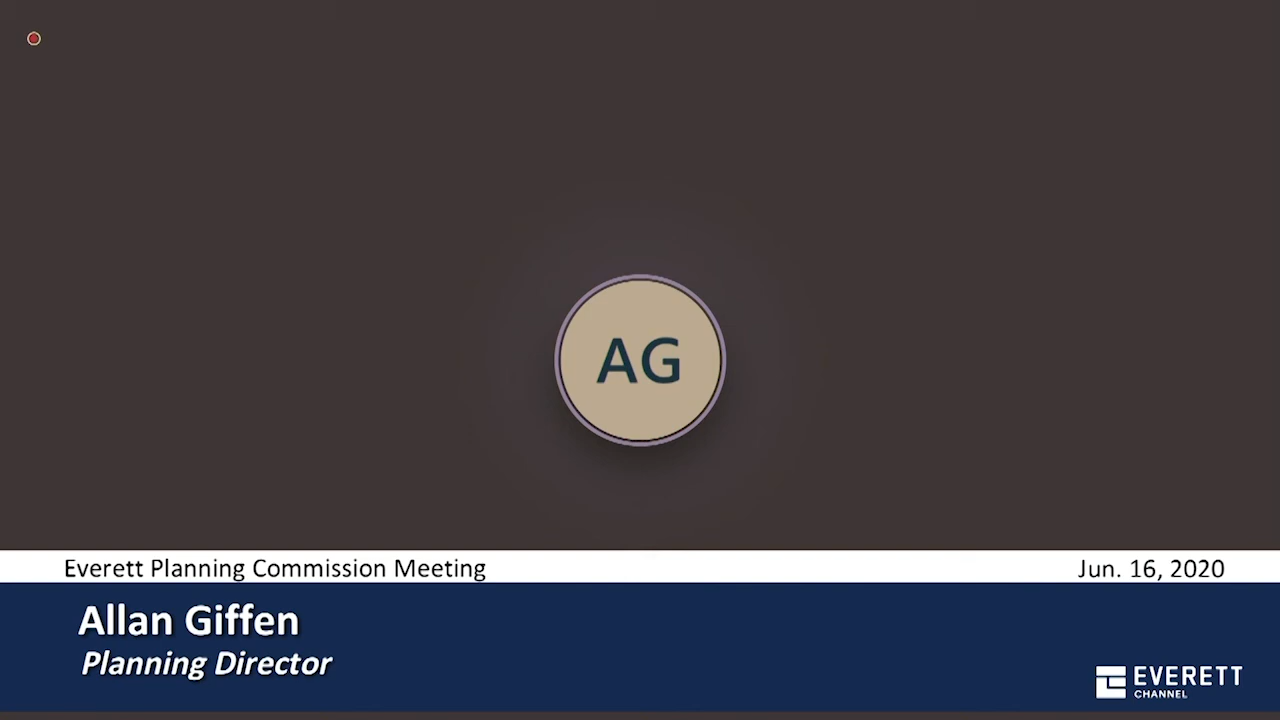 AG
Everett Planning Commission Meeting
Jun. 16, 2020
Allan Giffen
Planning Director
EVERETT
CHANNEL